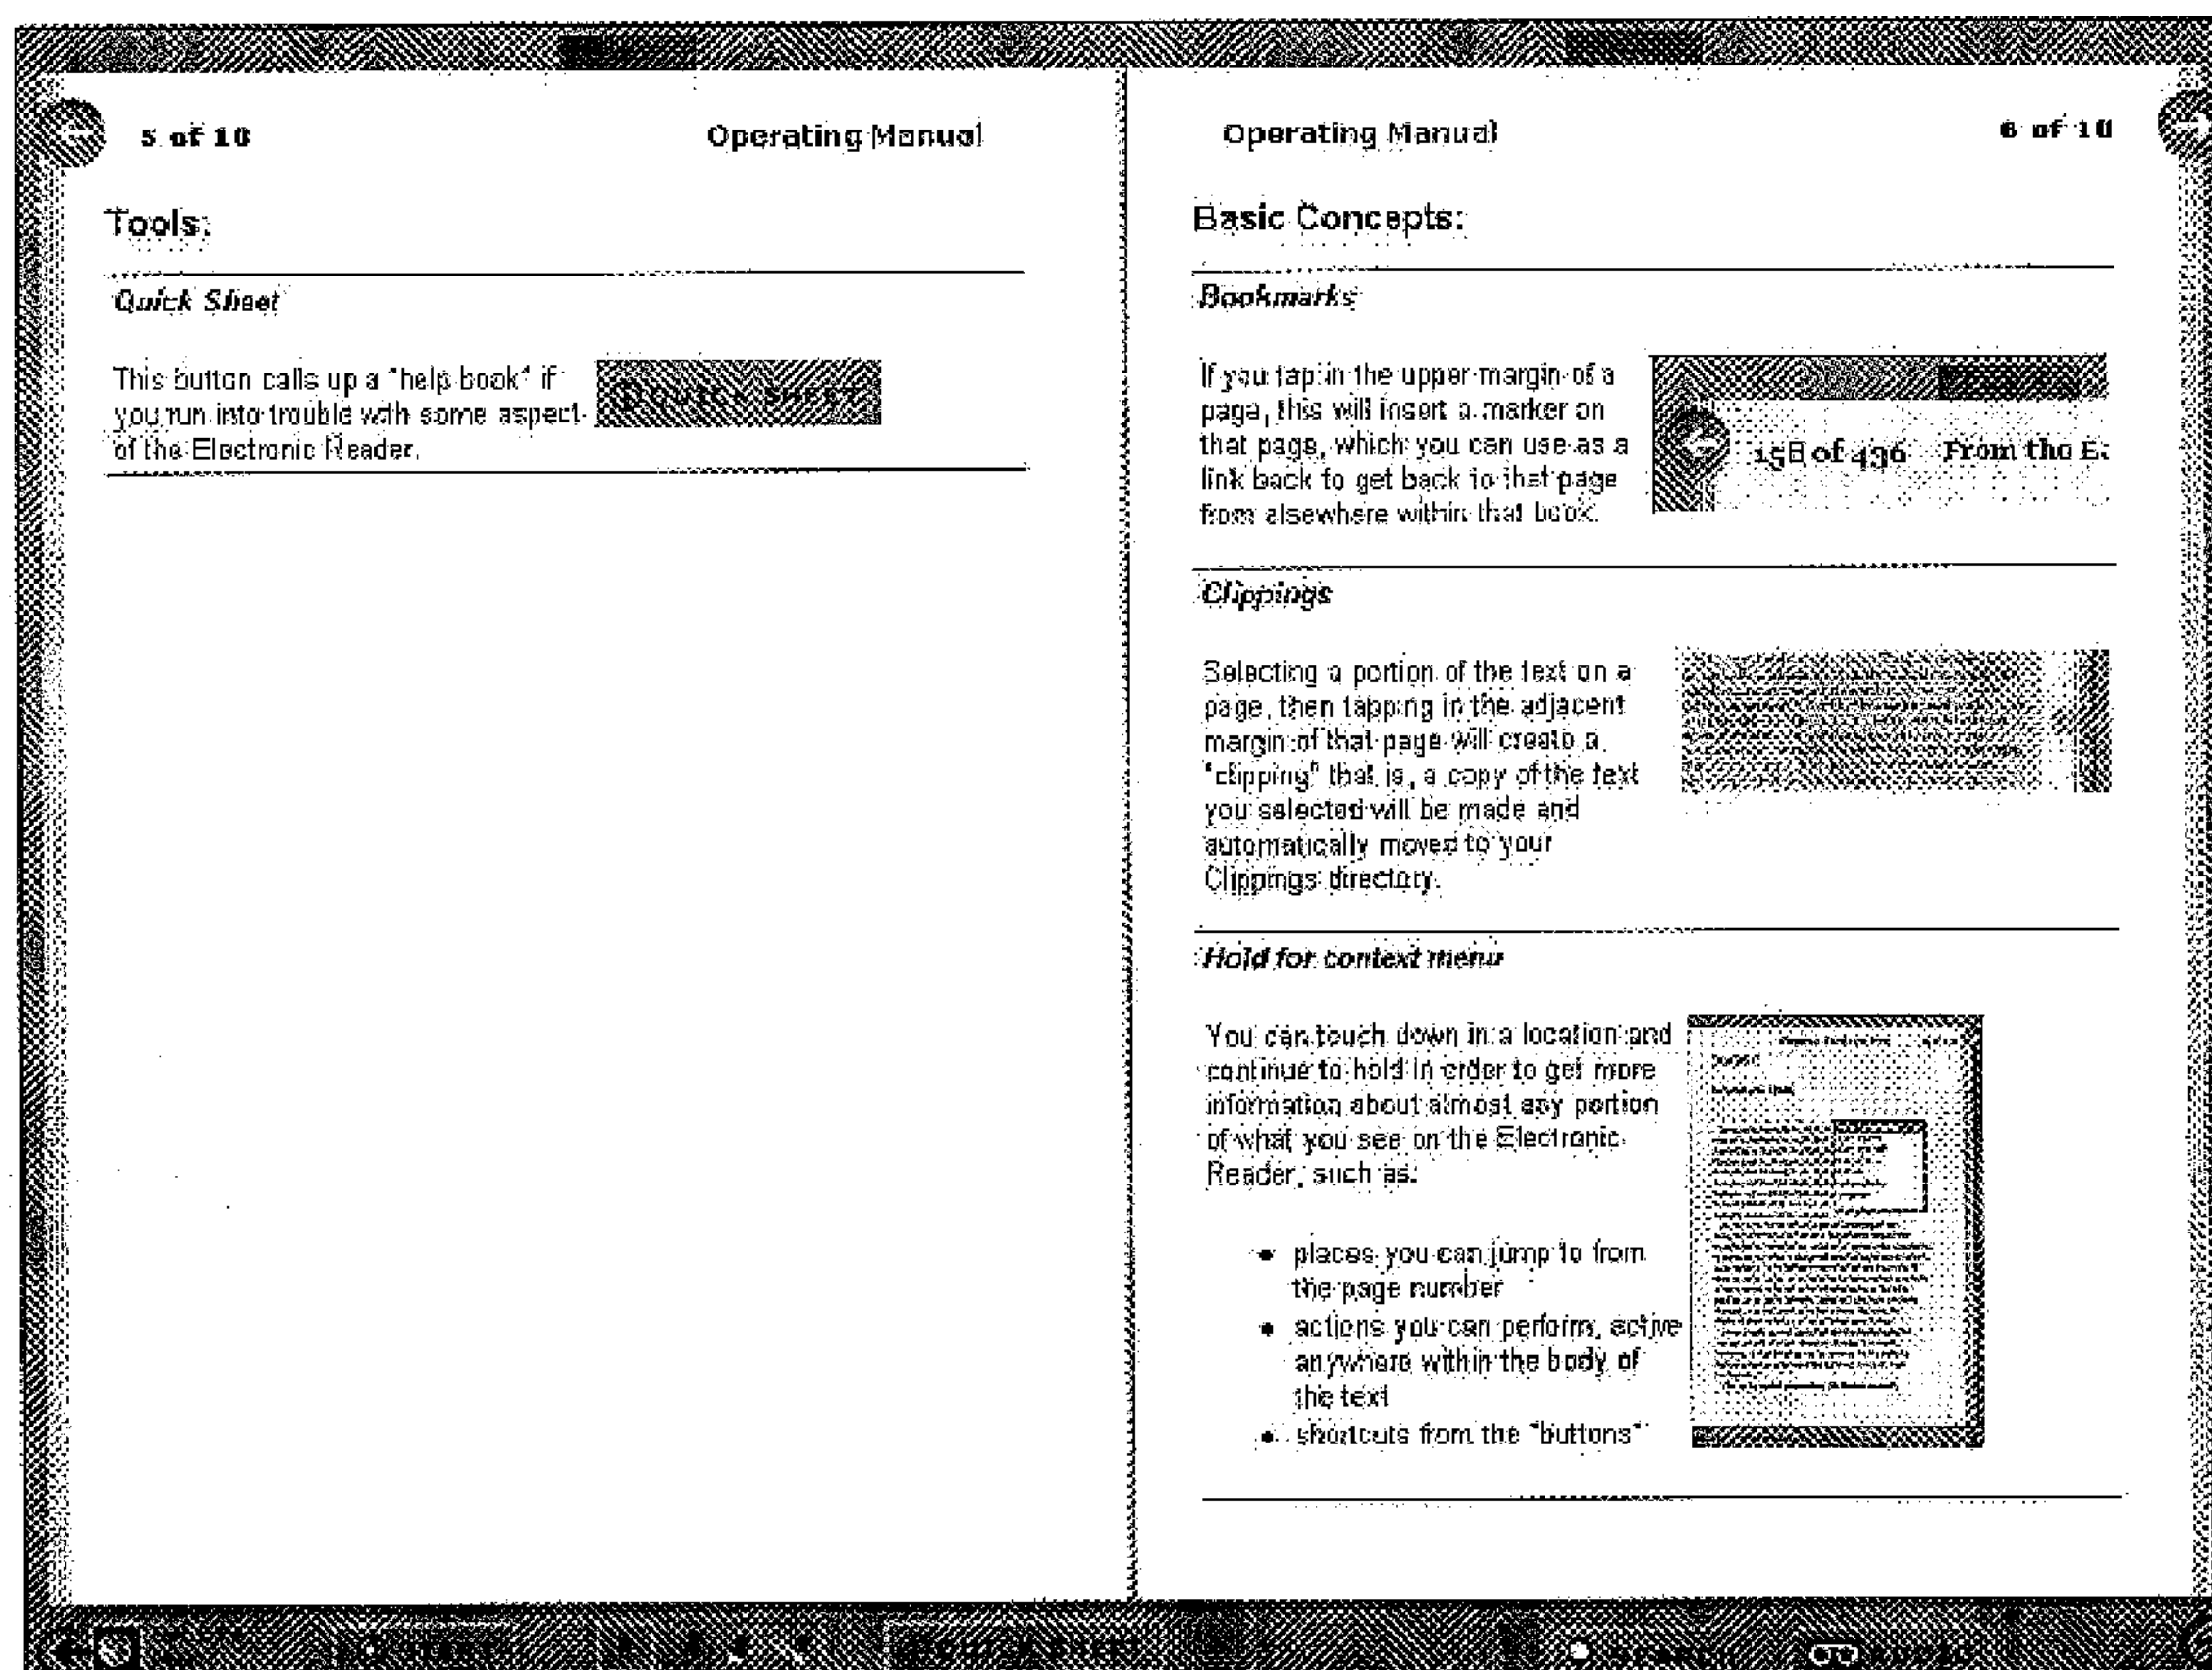 5 of 10
Operating Manual
Tools:
Quick Sheet
This button calls up a "help book" if
you run into trouble with some aspect
of the Electronic Reader.
QUICK SHEET
Operating Manual
6 of 10
Basic Concepts:
Bookmarks
If you tap in the upper margin of a
page, this will insert a marker on
that page, which you can use as a
link back to get back to that page
from elsewhere within that book.
158 of 496 From the Ea
Clippings
Selecting a portion of the text on a
page, then tapping in the adjacent
margin of that page will create a
"clipping" that is, a copy of the text
you selected will be made and
automatically moved to your
Clippings directory.
Hold for context menu
You can touch down in a location and
continue to hold in order to get more
information about almost any portion
of what you see on the Electronic
Reader, such as:
• places you can jump to from
the page number
• actions you can perform, active
anywhere within the body of
the text
• shortcuts from the "buttons"